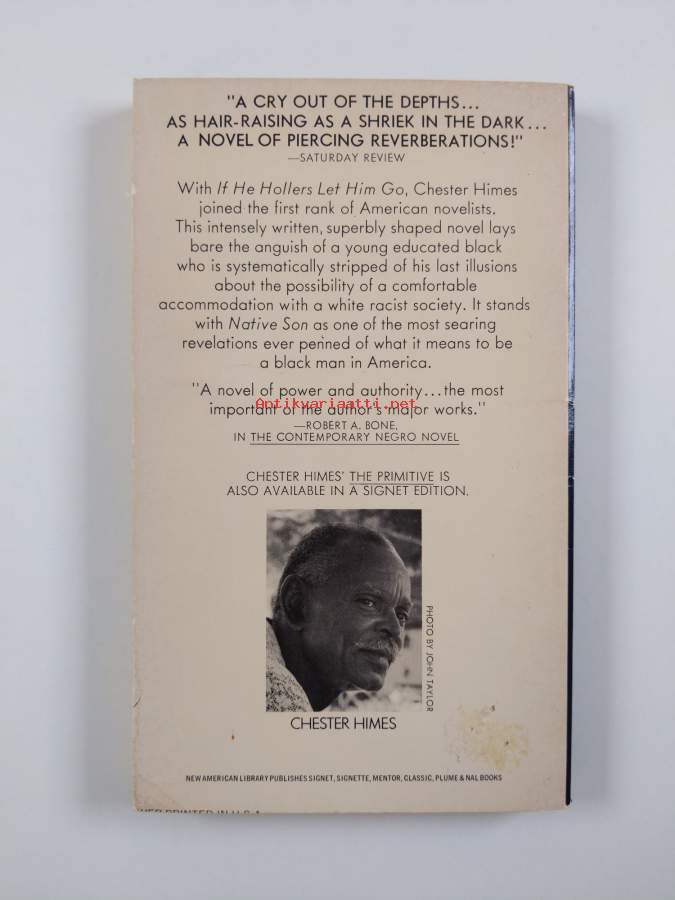 "A CRY OUT OF THE DEPTHS...
AS HAIR-RAISING AS A SHRIEK IN THE DARK...
A NOVEL OF PIERCING REVERBERATIONS!"
—SATURDAY REVIEW
With If He Hollers Let Him Go, Chester Himes
joined the first rank of American novelists.
This intensely written, superbly shaped novel lays
bare the anguish of a young educated black
who is systematically stripped of his last illusions
about the possibility of a comfortable
accommodation with a white racist society. It stands
with Native Son as one of the most searing
revelations ever penned of what it means to be
a black man in America.
"A novel of power and authority...the most
Antikvariaatti.net
important of the author's major works."
—ROBERT A. BONE,
IN THE CONTEMPORARY NEGRO NOVEL
CHESTER HIMES' THE PRIMITIVE IS
ALSO AVAILABLE IN A SIGNET EDITION.
PHOTO BY JOHN TAYLOR
CHESTER HIMES
NEW AMERICAN LIBRARY PUBLISHES SIGNET, SIGNETTE, MENTOR, CLASSIC, PLUME & NAL BOOKS
PRINTED IN U.S.A.